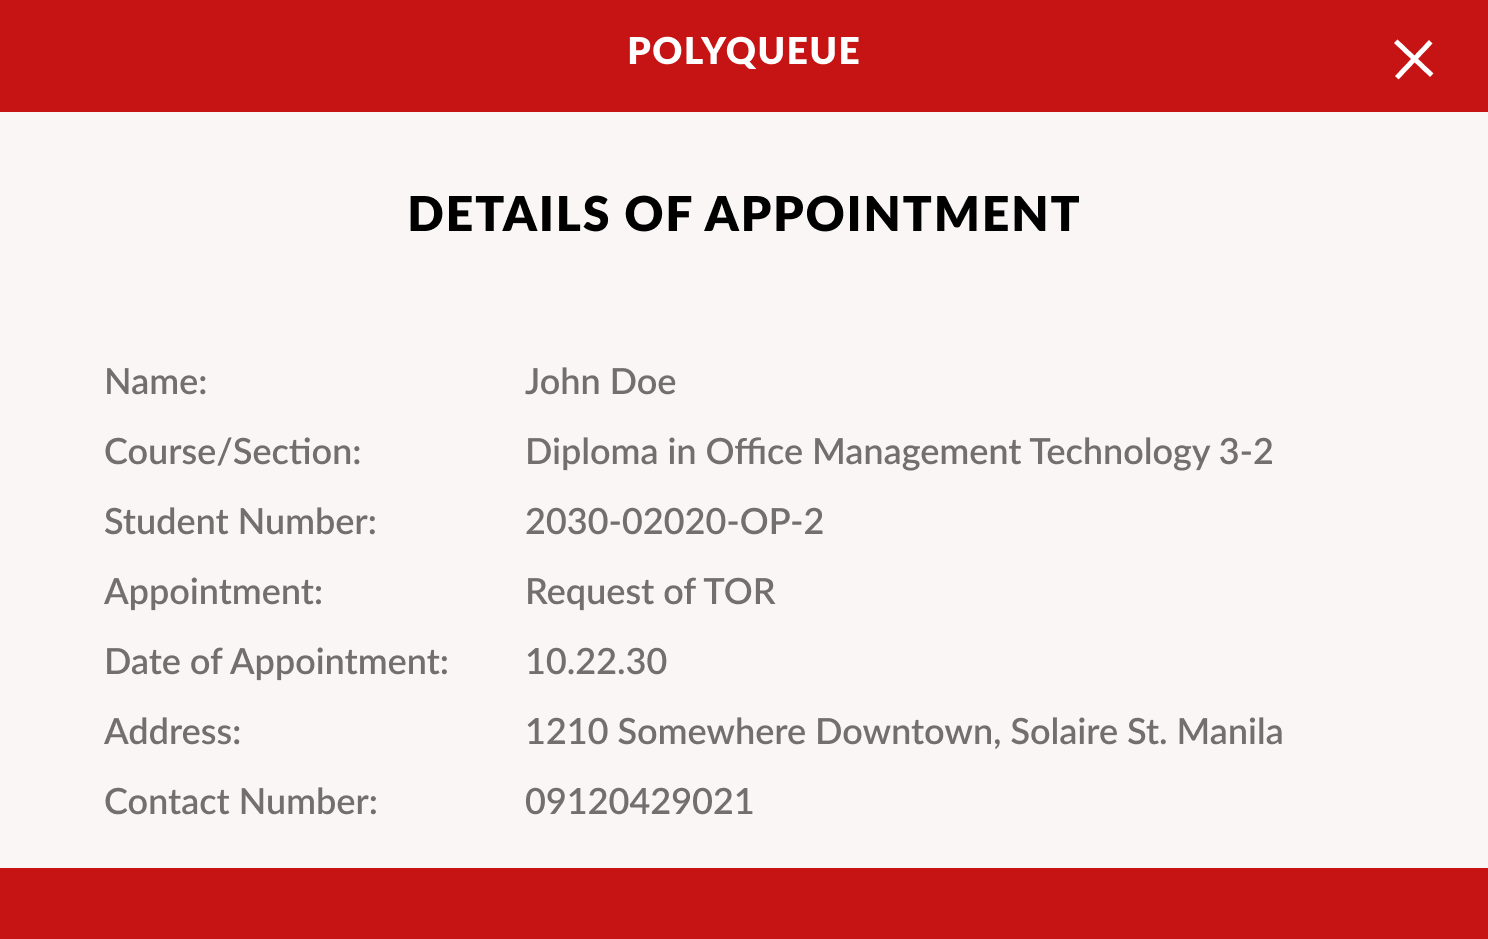 POLYQUEUE
DETAILS OF APPOINTMENT
Name: John Doe
Course/Section: Diploma in Office Management Technology 3-2
Student Number: 2030-02020-OP-2
Appointment: Request of TOR
Date of Appointment: 10.22.30
Address: 1210 Somewhere Downtown, Solaire St. Manila
Contact Number: 09120429021